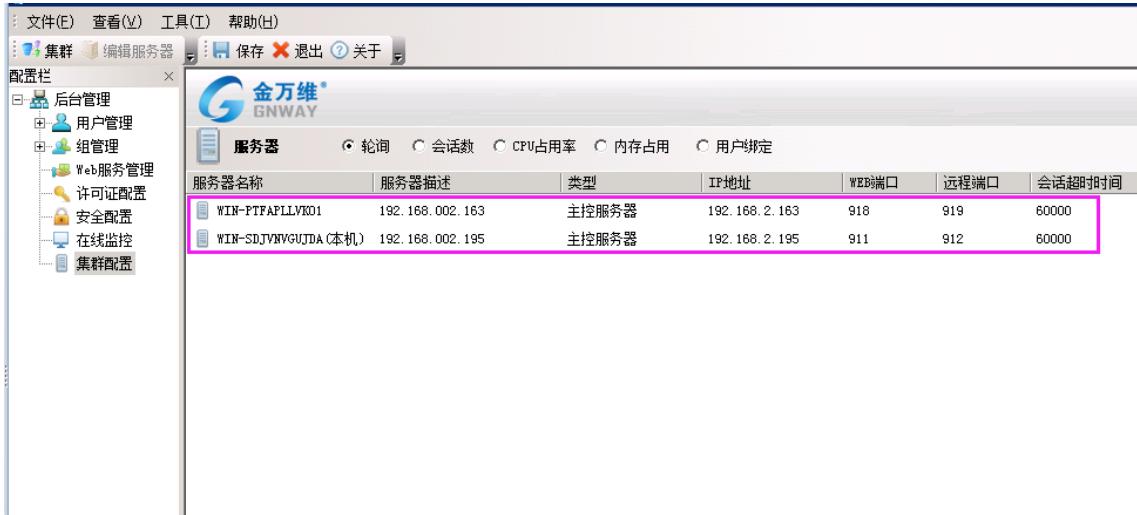 文件(F) 查看(V) 工具(T) 帮助(H)
集群 编辑服务器 保存 退出 关于
配置栏
后台管理
用户管理
组管理
Web服务管理
许可证配置
安全配置
在线监控
集群配置
金万维
GNWAY
服务器 轮询 会话数 CPU占用率 内存占用 用户绑定
服务器名称 服务器描述 类型 IP地址 WEB端口 远程端口 会话超时时间
WIN-PTFAPLLVKO1 192.168.002.163 主控服务器 192.168.2.163 918 919 60000
WIN-SDJVNVGUJDA(本机) 192.168.002.195 主控服务器 192.168.2.195 911 912 60000